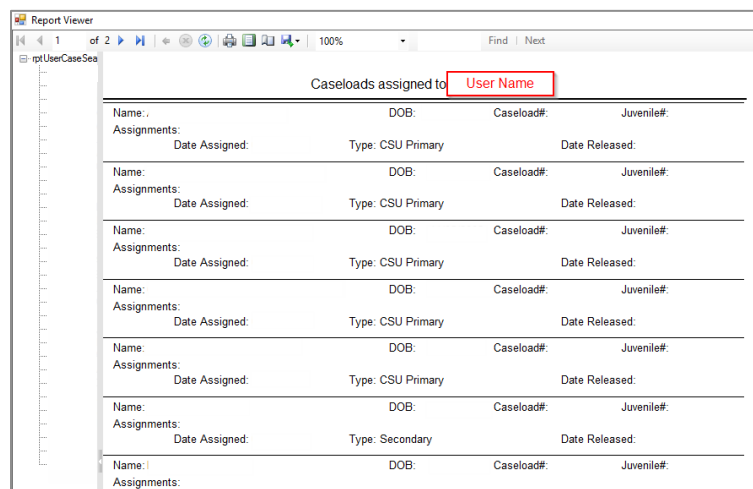 Report Viewer
1 of 2 100% Find | Next
rptUserCaseSea
Caseloads assigned to User Name
Name: DOB: Caseload#: Juvenile#:
Assignments:
Date Assigned: Type: CSU Primary Date Released:
Name: DOB: Caseload#: Juvenile#:
Assignments:
Date Assigned: Type: CSU Primary Date Released:
Name: DOB: Caseload#: Juvenile#:
Assignments:
Date Assigned: Type: CSU Primary Date Released:
Name: DOB: Caseload#: Juvenile#:
Assignments:
Date Assigned: Type: CSU Primary Date Released:
Name: DOB: Caseload#: Juvenile#:
Assignments:
Date Assigned: Type: CSU Primary Date Released:
Name: DOB: Caseload#: Juvenile#:
Assignments:
Date Assigned: Type: Secondary Date Released:
Name: DOB: Caseload#: Juvenile#:
Assignments: